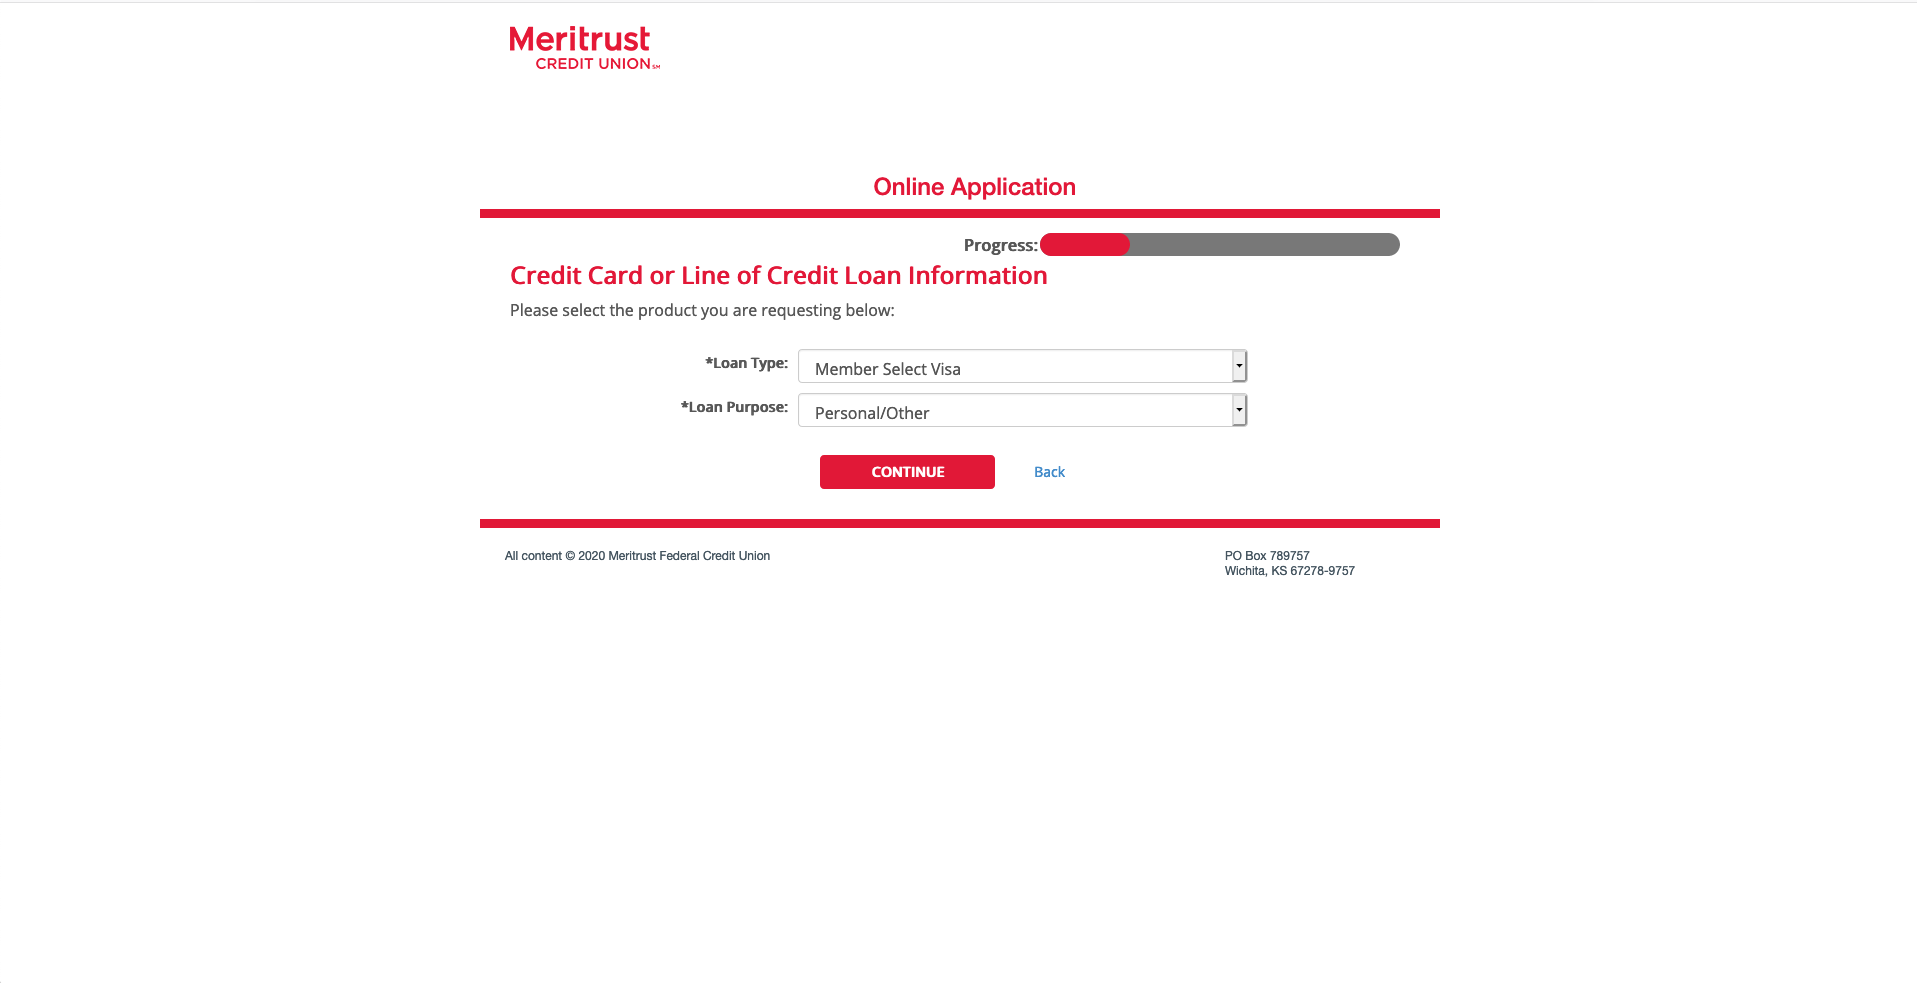 Meritrust
CREDIT UNION SM
Online Application
Progress:
Credit Card or Line of Credit Loan Information
Please select the product you are requesting below:
*Loan Type: Member Select Visa
*Loan Purpose: Personal/Other
CONTINUE Back
All content © 2020 Meritrust Federal Credit Union
PO Box 789757
Wichita, KS 67278-9757